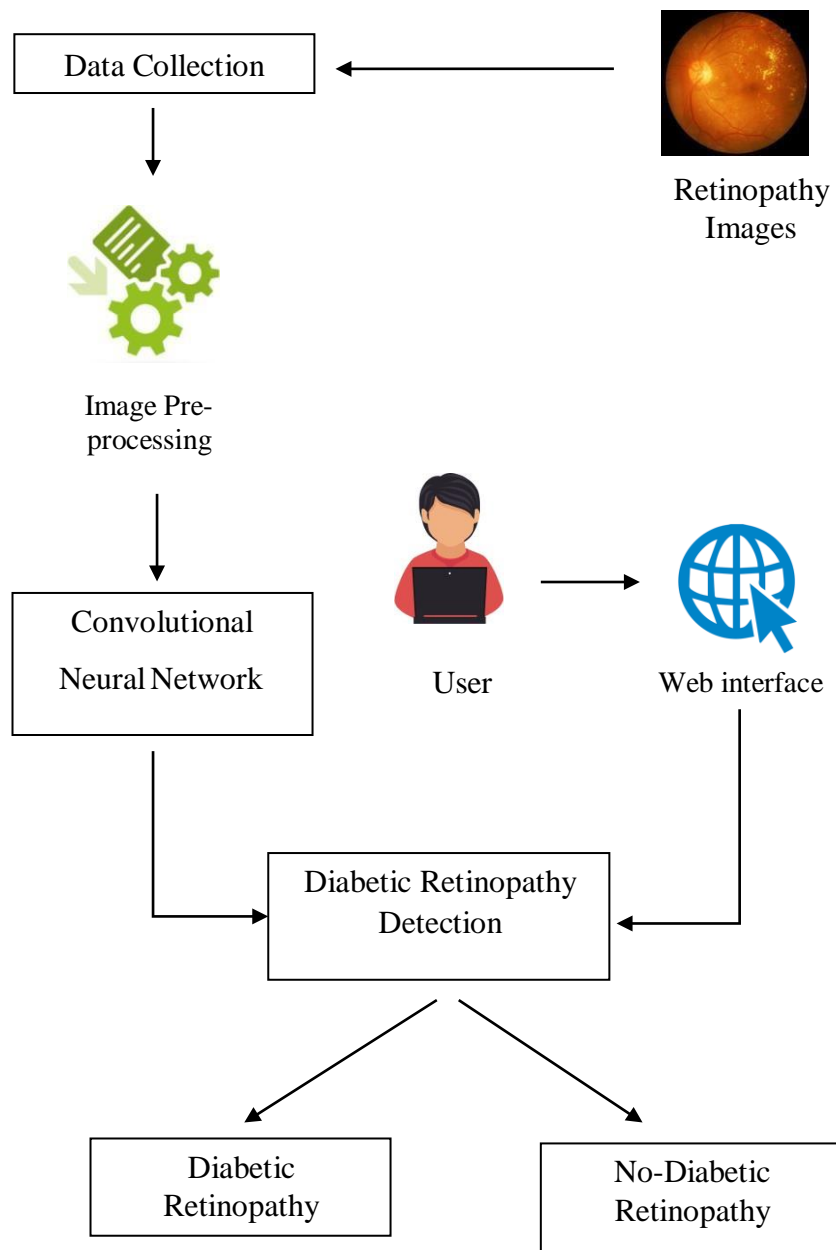 Data Collection
Retinopathy
Images
Image Pre-
processing
Convolutional
Neural Network
User
Web interface
Diabetic Retinopathy
Detection
Diabetic
Retinopathy
No-Diabetic
Retinopathy